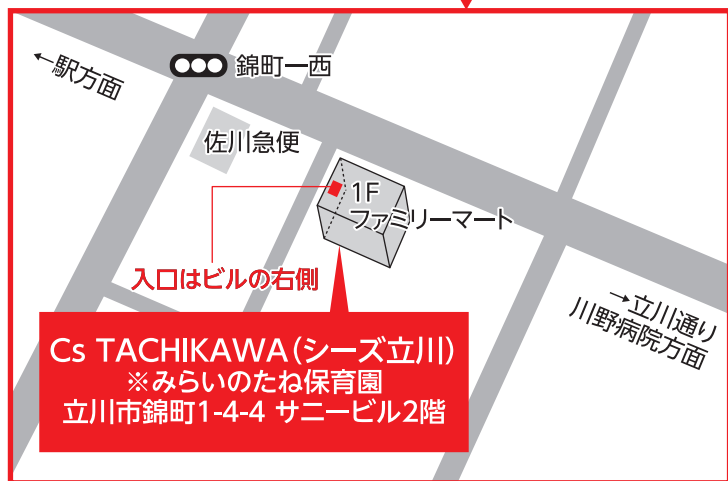 ←駅方面
錦町一西
佐川急便
1F
ファミリーマート
入口はビルの右側
→立川通り
川野病院方面
Cs TACHIKAWA(シーズ立川)
※みらいのたね保育園
立川市錦町1-4-4 サニービル2階